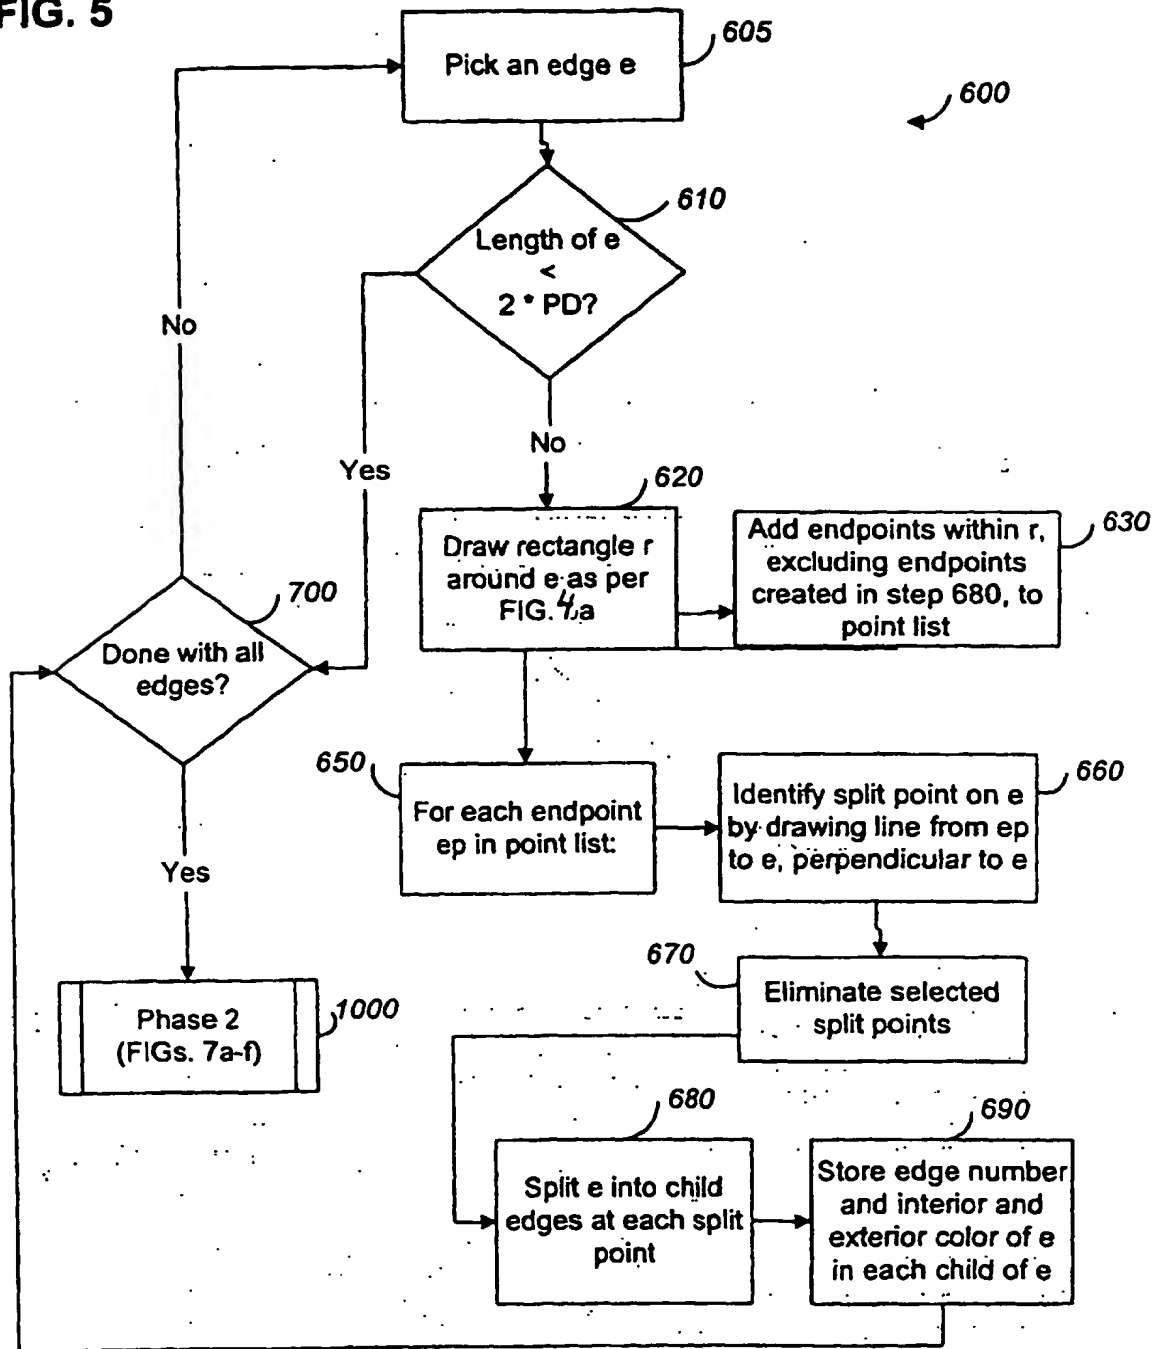 FIG. 5
605
Pick an edge e
600
610
Length of e
<
2 * PD?
No
Yes
No
620
Draw rectangle r
around e as per
FIG. 4a
630
Add endpoints within r,
excluding endpoints
created in step 680, to
point list
700
Done with all
edges?
650
For each endpoint
ep in point list:
660
Identify split point on e
by drawing line from ep
to e, perpendicular to e
Yes
670
Eliminate selected
split points
1000
Phase 2
(FIGs. 7a-f)
680
Split e into child
edges at each split
point
690
Store edge number
and interior and
exterior color of e
in each child of e